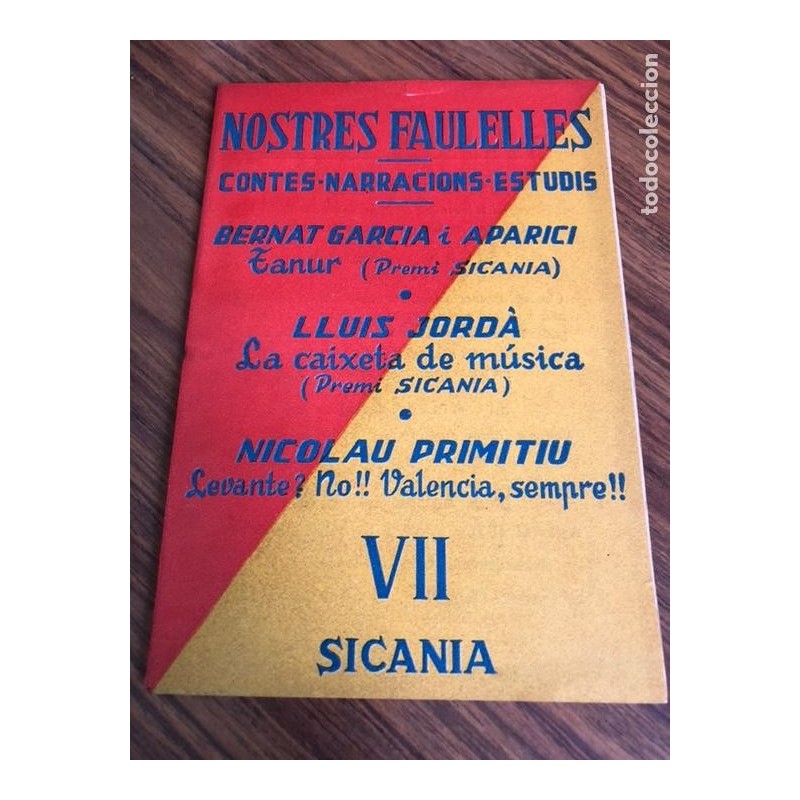 NOSTRES FAULELLES
CONTES-NARRACIONS-ESTUDIS
BERNAT GARCIA i APARICI
Tanur (Premi SICANIA)
LLUIS JORDÀ
La caixeta de música
(Premi SICANIA)
NICOLAU PRIMITIU
Levante? No!! Valencia, sempre!!
VII
SICANIA
todocoleccion